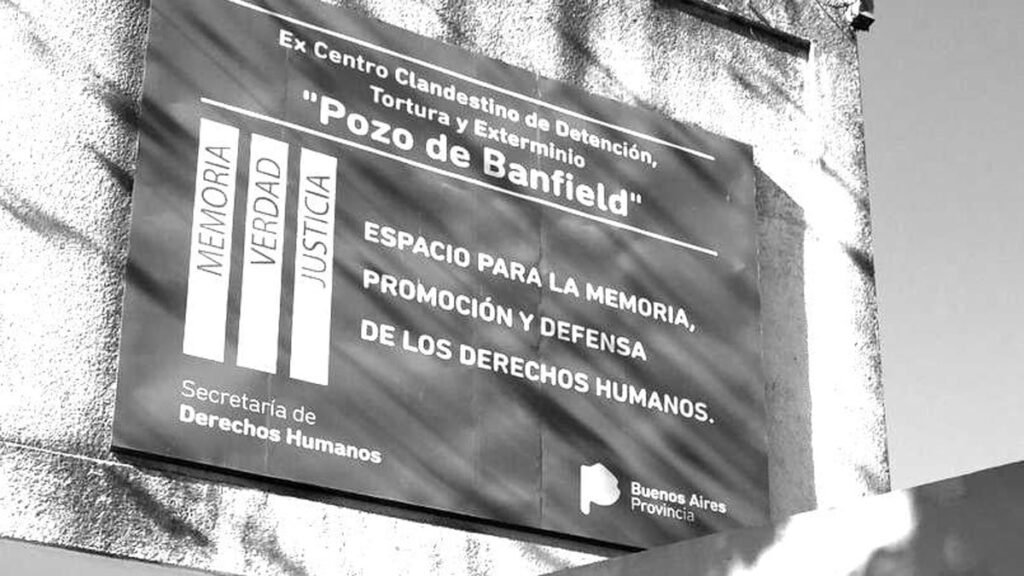 Ex Centro Clandestino de Detención,
Tortura y Exterminio
"Pozo de Banfield"
MEMORIA
VERDAD
JUSTICIA
ESPACIO PARA LA MEMORIA,
PROMOCIÓN Y DEFENSA
DE LOS DERECHOS HUMANOS.
Secretaría de
Derechos Humanos
Buenos Aires
Provincia